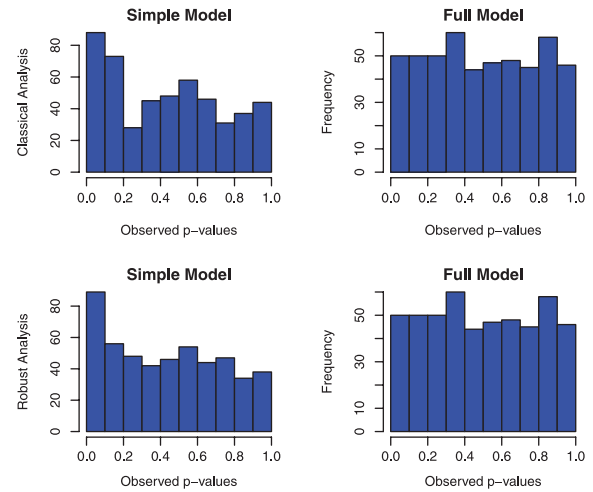 Simple Model
Full Model
Classical Analysis
0 20 40 60 80
0.0 0.2 0.4 0.6 0.8 1.0
Observed p−values
Frequency
0 10 30 50
0.0 0.2 0.4 0.6 0.8 1.0
Observed p−values
Simple Model
Full Model
Robust Analysis
0 20 40 60 80
0.0 0.2 0.4 0.6 0.8 1.0
Observed p−values
Frequency
0 10 30 50
0.0 0.2 0.4 0.6 0.8 1.0
Observed p−values